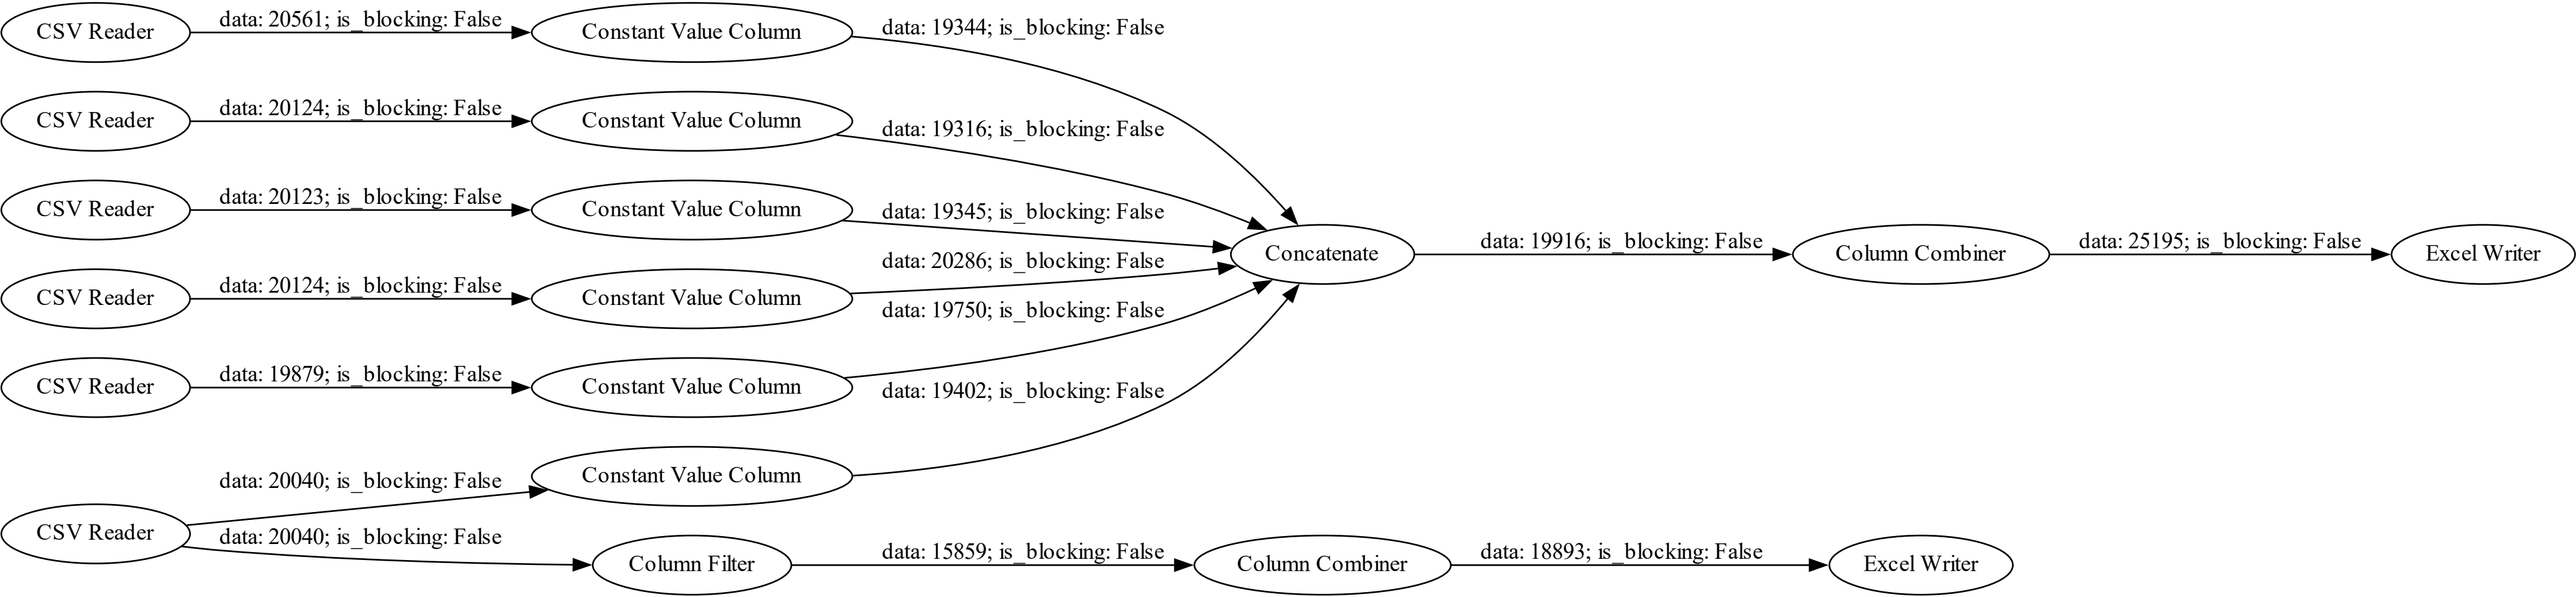 CSV Reader
data: 20561; is_blocking: False
Constant Value Column
data: 19344; is_blocking: False
CSV Reader
data: 20124; is_blocking: False
Constant Value Column
data: 19316; is_blocking: False
CSV Reader
data: 20123; is_blocking: False
Constant Value Column
data: 19345; is_blocking: False
CSV Reader
data: 20124; is_blocking: False
Constant Value Column
data: 20286; is_blocking: False
CSV Reader
data: 19879; is_blocking: False
Constant Value Column
data: 19750; is_blocking: False
CSV Reader
data: 20040; is_blocking: False
Constant Value Column
data: 19402; is_blocking: False
Concatenate
data: 19916; is_blocking: False
Column Combiner
data: 25195; is_blocking: False
Excel Writer
data: 20040; is_blocking: False
Column Filter
data: 15859; is_blocking: False
Column Combiner
data: 18893; is_blocking: False
Excel Writer